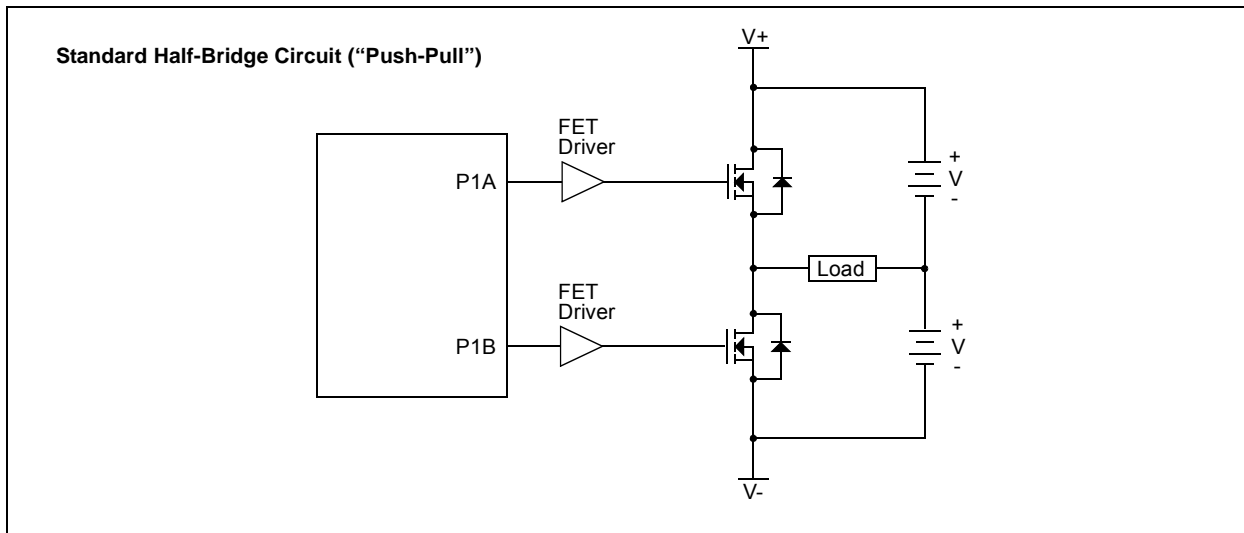 Standard Half-Bridge Circuit (“Push-Pull”)
V+
FET
Driver
P1A
+
V
-
Load
FET
Driver
P1B
+
V
-
V-